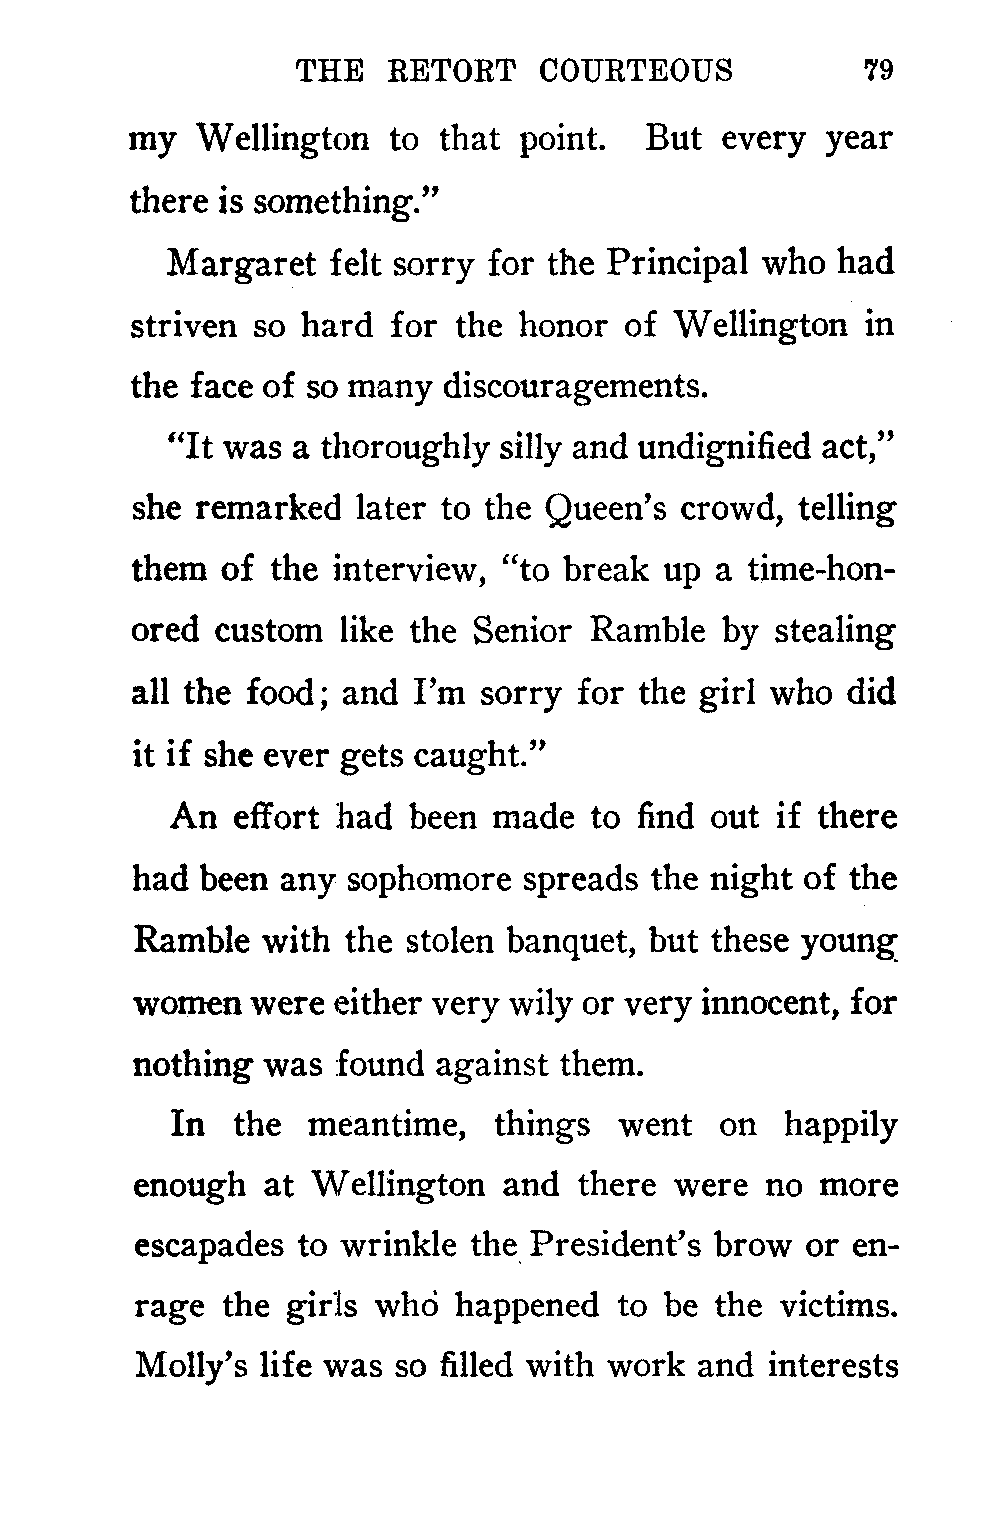 THE RETORT COURTEOUS 79
my Wellington to that point. But every year
there is something.”
Margaret felt sorry for the Principal who had
striven so hard for the honor of Wellington in
the face of so many discouragements.
“It was a thoroughly silly and undignified act,”
she remarked later to the Queen’s crowd, telling
them of the interview, “to break up a time-hon-
ored custom like the Senior Ramble by stealing
all the food; and I’m sorry for the girl who did
it if she ever gets caught.”
An effort had been made to find out if there
had been any sophomore spreads the night of the
Ramble with the stolen banquet, but these young
women were either very wily or very innocent, for
nothing was found against them.
In the meantime, things went on happily
enough at Wellington and there were no more
escapades to wrinkle the President’s brow or en-
rage the girls who happened to be the victims.
Molly’s life was so filled with work and interests